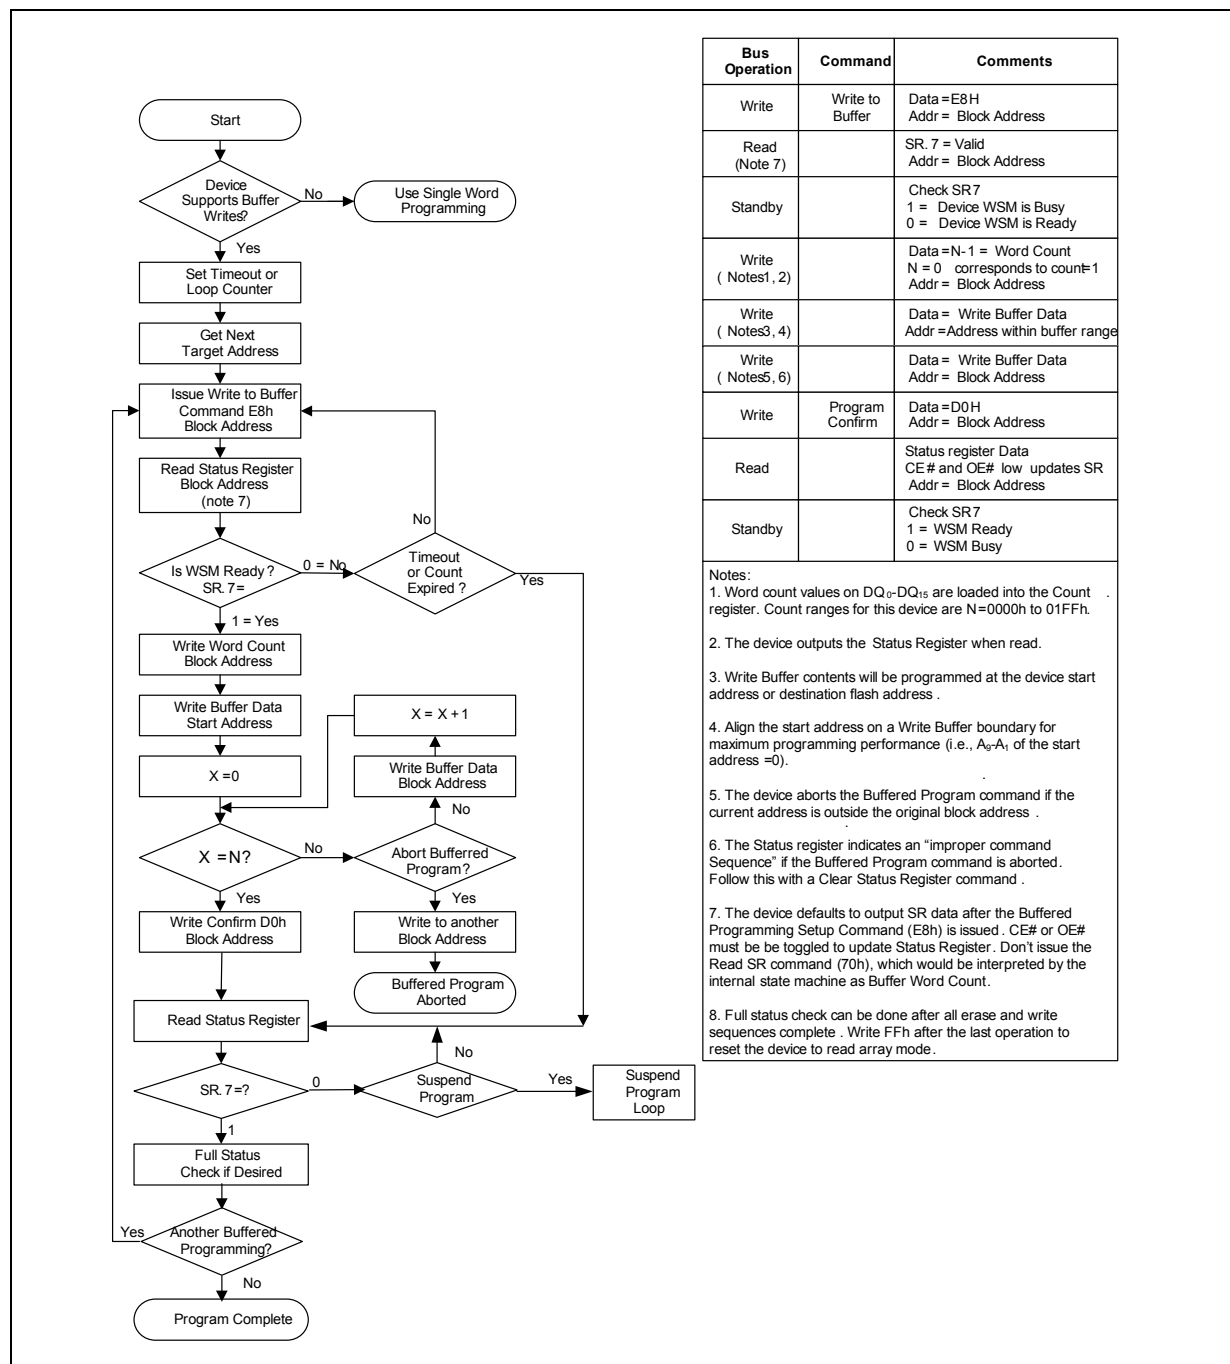 Start
Device
Supports Buffer
Writes?
No
Use Single Word
Programming
Yes
Set Timeout or
Loop Counter
Get Next
Target Address
Issue Write to Buffer
Command E8h
Block Address
Read Status Register
Block Address
(note 7)
No
Is WSM Ready?
SR. 7 =
0 = No
Timeout
or Count
Expired ?
Yes
1 = Yes
Write Word Count
Block Address
Write Buffer Data
Start Address
X = X + 1
X = 0
Write Buffer Data
Block Address
No
X = N?
No
Abort Bufferred
Program?
Yes
Yes
Write Confirm D0h
Block Address
Write to another
Block Address
Buffered Program
Aborted
Read Status Register
No
SR. 7 =?
0
Suspend
Program
Yes
Suspend
Program
Loop
1
Full Status
Check if Desired
Yes
Another Buffered
Programming?
No
Program Complete
Bus
Operation
Command
Comments
Write
Write to
Buffer
Data = E8H
Addr = Block Address
Read
(Note 7)
SR. 7 = Valid
Addr = Block Address
Standby
Check SR7
1 = Device WSM is Busy
0 = Device WSM is Ready
Write
( Notes1, 2)
Data = N-1 = Word Count
N = 0 corresponds to count=1
Addr = Block Address
Write
( Notes3, 4)
Data = Write Buffer Data
Addr = Address within buffer range
Write
( Notes5, 6)
Data = Write Buffer Data
Addr = Block Address
Write
Program
Confirm
Data = D0H
Addr = Block Address
Read
Status register Data
CE# and OE# low updates SR
Addr = Block Address
Standby
Check SR7
1 = WSM Ready
0 = WSM Busy
Notes:
1. Word count values on DQ0-DQ15 are loaded into the Count .
register. Count ranges for this device are N=0000h to 01FFh.
2. The device outputs the Status Register when read.
3. Write Buffer contents will be programmed at the device start
address or destination flash address .
4. Align the start address on a Write Buffer boundary for
maximum programming performance (i.e., A9-A1 of the start
address =0).
5. The device aborts the Buffered Program command if the
current address is outside the original block address .
6. The Status register indicates an “improper command
Sequence” if the Buffered Program command is aborted.
Follow this with a Clear Status Register command .
7. The device defaults to output SR data after the Buffered
Programming Setup Command (E8h) is issued . CE# or OE#
must be be toggled to update Status Register . Don’t issue the
Read SR command (70h), which would be interpreted by the
internal state machine as Buffer Word Count.
8. Full status check can be done after all erase and write
sequences complete . Write FFh after the last operation to
reset the device to read array mode .